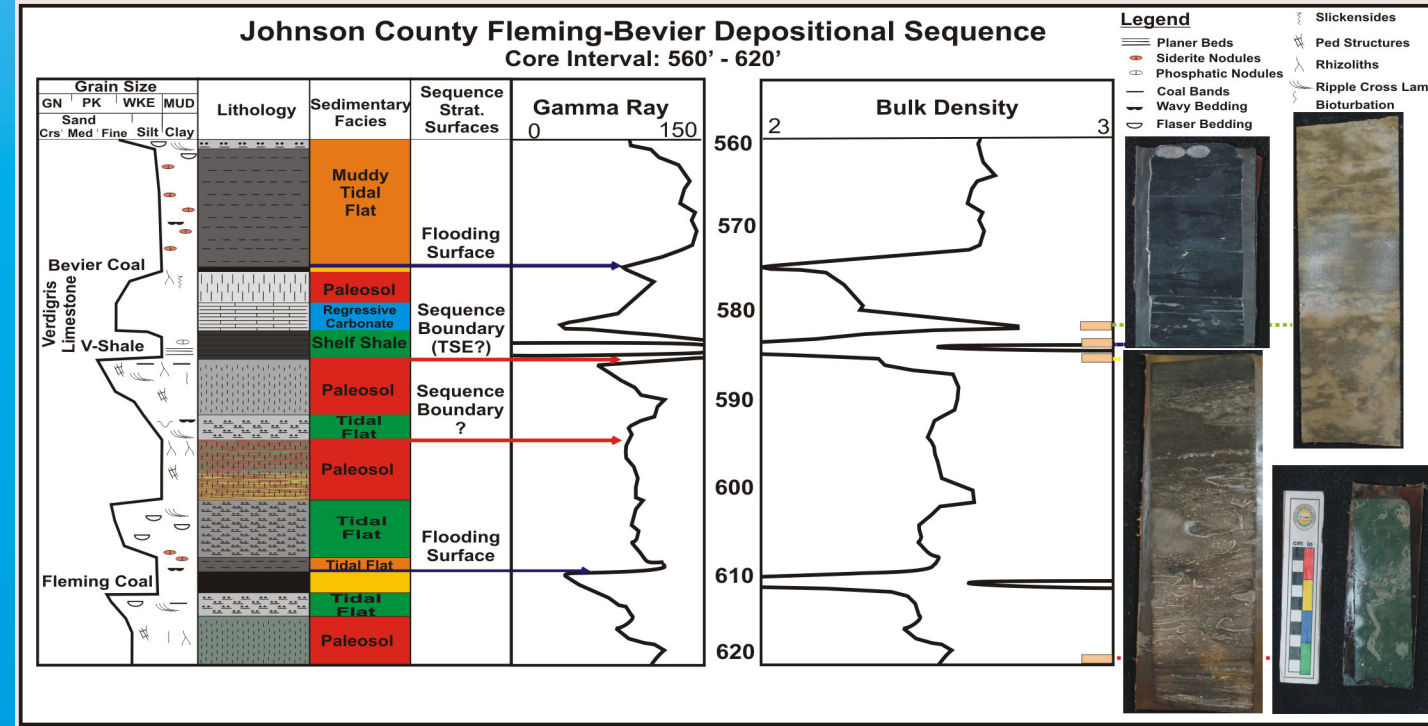 Johnson County Fleming-Bevier Depositional Sequence
Core Interval: 560’ - 620’
Legend
Planer Beds
Siderite Nodules
Phosphatic Nodules
Coal Bands
Wavy Bedding
Flaser Bedding
Slickensides
Ped Structures
Rhizoliths
Ripple Cross Lam
Bioturbation
Grain Size
GN PK WKE MUD
Sand
Crs Med Fine Silt Clay
Lithology
Sedimentary
Facies
Sequence
Strat.
Surfaces
Gamma Ray
0 150
Bulk Density
2 3
560
570
580
590
600
610
620
Bevier Coal
Verdigris
Limestone
V-Shale
Fleming Coal
Muddy
Tidal
Flat
Paleosol
Regressive
Carbonate
Shelf Shale
Paleosol
Tidal
Flat
Paleosol
Tidal
Flat
Tidal Flat
Tidal
Flat
Paleosol
Flooding
Surface
Sequence
Boundary
(TSE?)
Sequence
Boundary
?
Flooding
Surface
cm in